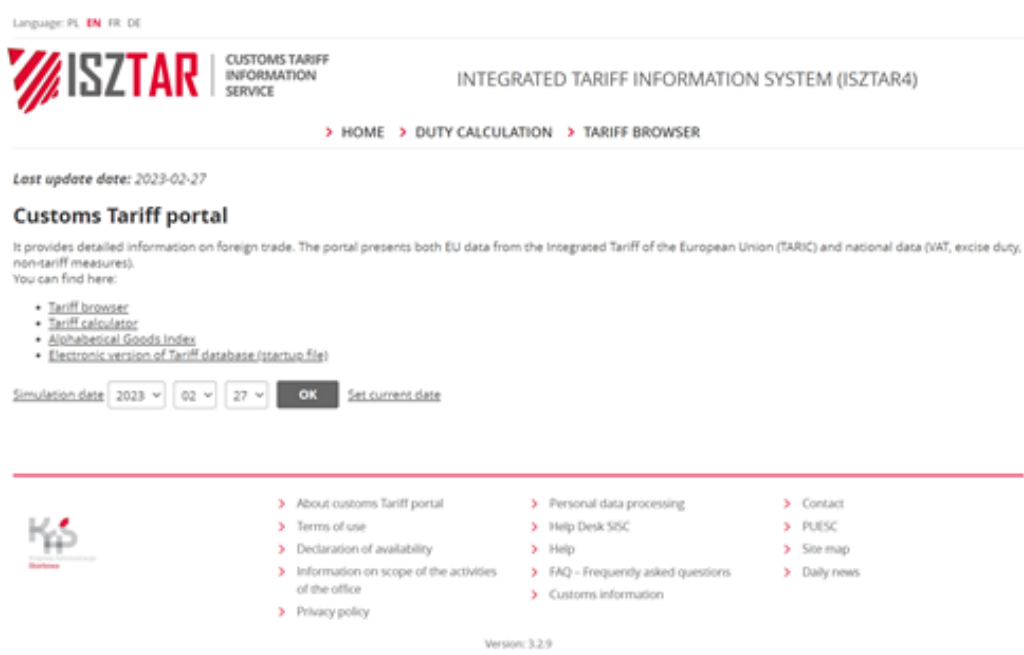 Language: PL EN FR DE
ISZTAR
CUSTOMS TARIFF
INFORMATION
SERVICE
INTEGRATED TARIFF INFORMATION SYSTEM (ISZTAR4)
HOME DUTY CALCULATION TARIFF BROWSER
Last update date: 2023-02-27
Customs Tariff portal
It provides detailed information on foreign trade. The portal presents both EU data from the Integrated Tariff of the European Union (TARIC) and national data (VAT, excise duty,
non-tariff measures).
You can find here:
Tariff browser
Tariff calculator
Alphabetical Goods Index
Electronic version of Tariff database (startup file)
Simulation date 2023 02 27 OK Set current date
About customs Tariff portal
Terms of use
Declaration of availability
Information on scope of the activities
of the office
Privacy policy
Personal data processing
Help Desk SISC
Help
FAQ – Frequently asked questions
Customs information
Contact
PUESC
Site map
Daily news
Version: 3.2.9